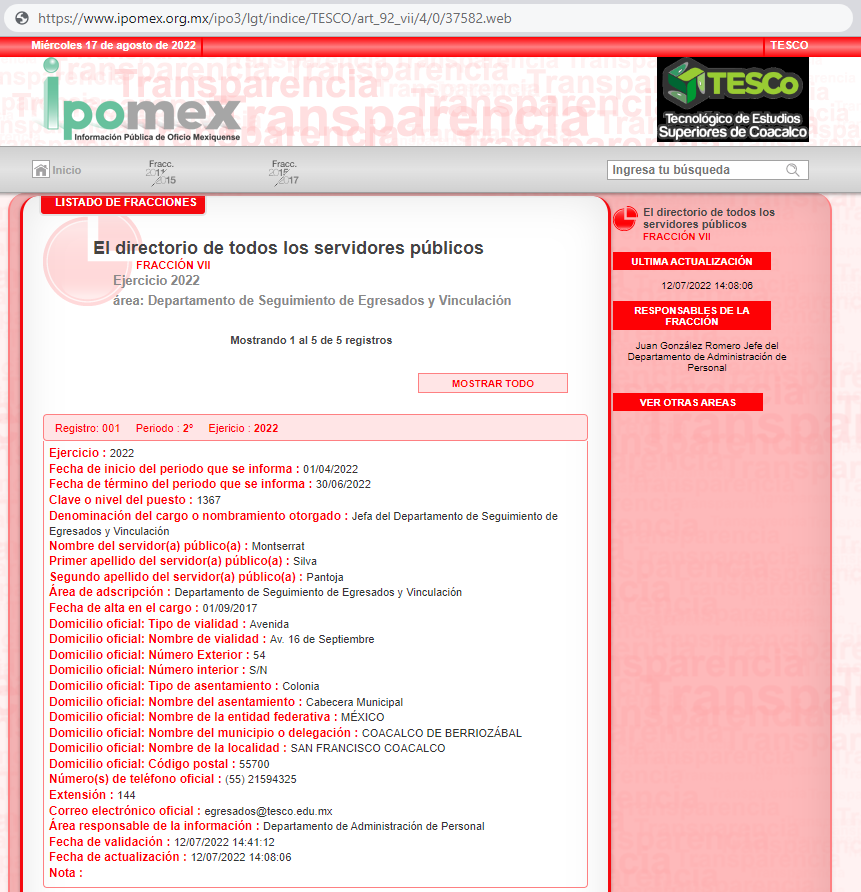 https://www.ipomex.org.mx/ipo3/lgt/indice/TESCO/art_92_vii/4/0/37582.web
Miércoles 17 de agosto de 2022
TESCO
ipomex
Información Pública de Oficio Mexiquense
TESCo
Tecnológico de Estudios
Superiores de Coacalco
Transparencia
Inicio
Fracc.
2015
Fracc.
2017
Ingresa tu búsqueda
LISTADO DE FRACCIONES
El directorio de todos los servidores públicos
FRACCIÓN VII
Ejercicio 2022
área: Departamento de Seguimiento de Egresados y Vinculación
Mostrando 1 al 5 de 5 registros
MOSTRAR TODO
Registro: 001 Periodo : 2° Ejericio : 2022
Ejercicio : 2022
Fecha de inicio del periodo que se informa : 01/04/2022
Fecha de término del periodo que se informa : 30/06/2022
Clave o nivel del puesto : 1367
Denominación del cargo o nombramiento otorgado : Jefa del Departamento de Seguimiento de
Egresados y Vinculación
Nombre del servidor(a) público(a) : Montserrat
Primer apellido del servidor(a) público(a) : Silva
Segundo apellido del servidor(a) público(a) : Pantoja
Área de adscripción : Departamento de Seguimiento de Egresados y Vinculación
Fecha de alta en el cargo : 01/09/2017
Domicilio oficial: Tipo de vialidad : Avenida
Domicilio oficial: Nombre de vialidad : Av. 16 de Septiembre
Domicilio oficial: Número Exterior : 54
Domicilio oficial: Número interior : S/N
Domicilio oficial: Tipo de asentamiento : Colonia
Domicilio oficial: Nombre del asentamiento : Cabecera Municipal
Domicilio oficial: Nombre de la entidad federativa : MÉXICO
Domicilio oficial: Nombre del municipio o delegación : COACALCO DE BERRIOZÁBAL
Domicilio oficial: Nombre de la localidad : SAN FRANCISCO COACALCO
Domicilio oficial: Código postal : 55700
Número(s) de teléfono oficial : (55) 21594325
Extensión : 144
Correo electrónico oficial : egresados@tesco.edu.mx
Área responsable de la información : Departamento de Administración de Personal
Fecha de validación : 12/07/2022 14:41:12
Fecha de actualización : 12/07/2022 14:08:06
Nota :
El directorio de todos los
servidores públicos
FRACCIÓN VII
ULTIMA ACTUALIZACIÓN
12/07/2022 14:08:06
RESPONSABLES DE LA
FRACCIÓN
Juan González Romero Jefe del
Departamento de Administración de
Personal
VER OTRAS AREAS